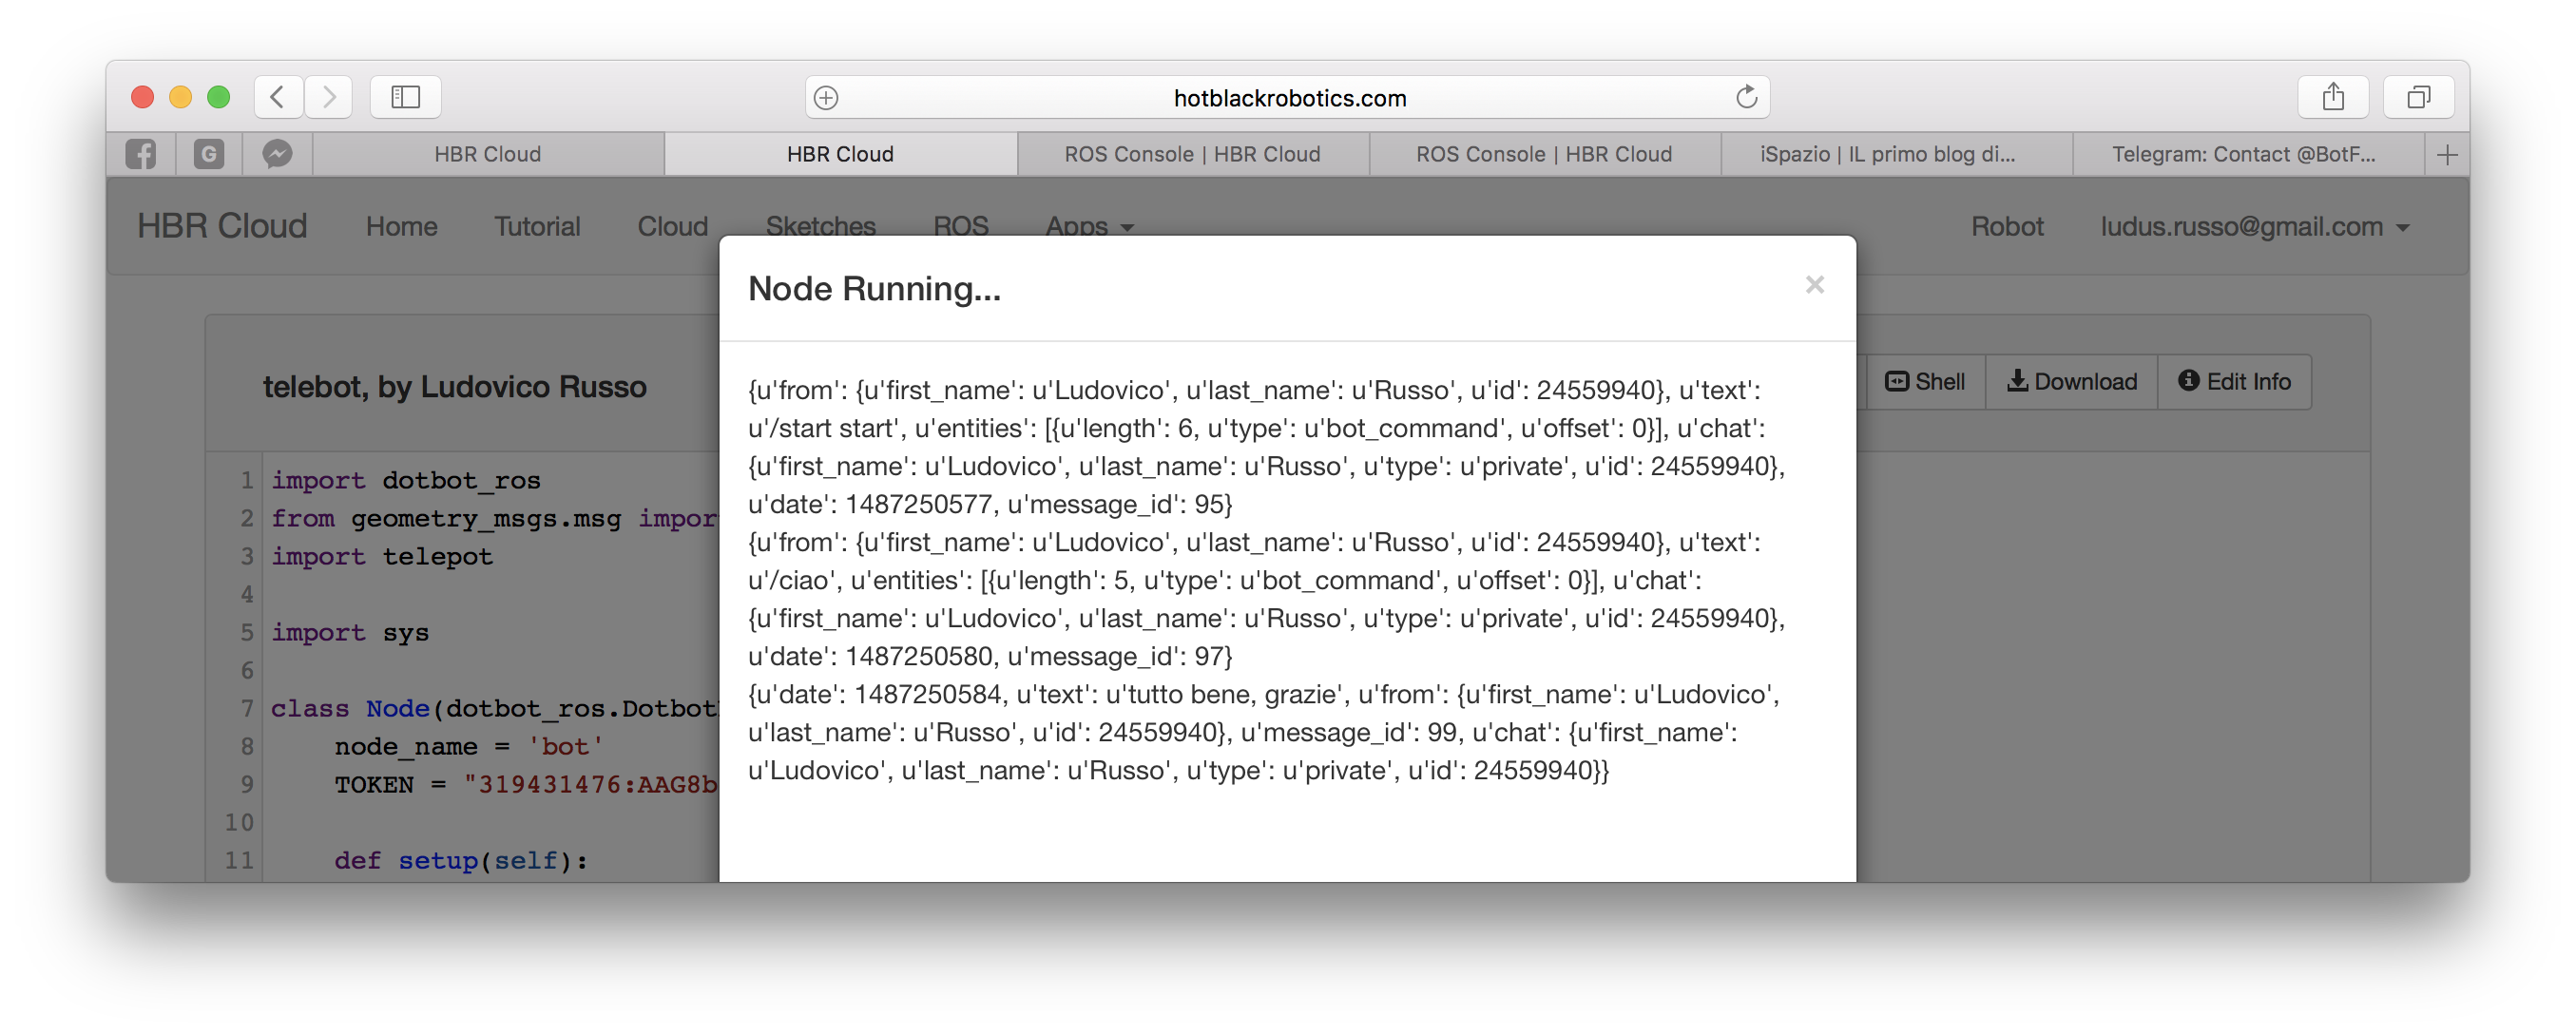 hotblackrobotics.com
G
HBR Cloud
HBR Cloud
ROS Console | HBR Cloud
ROS Console | HBR Cloud
iSpazio | IL primo blog di...
Telegram: Contact @BotF...
HBR Cloud Home Tutorial Cloud Sketches ROS Apps Robot ludus.russo@gmail.com
Node Running... ×
telebot, by Ludovico Russo
Shell Download Edit Info
{u'from': {u'first_name': u'Ludovico', u'last_name': u'Russo', u'id': 24559940}, u'text':
u'/start start', u'entities': [{u'length': 6, u'type': u'bot_command', u'offset': 0}], u'chat':
{u'first_name': u'Ludovico', u'last_name': u'Russo', u'type': u'private', u'id': 24559940},
u'date': 1487250577, u'message_id': 95}
{u'from': {u'first_name': u'Ludovico', u'last_name': u'Russo', u'id': 24559940}, u'text':
u'/ciao', u'entities': [{u'length': 5, u'type': u'bot_command', u'offset': 0}], u'chat':
{u'first_name': u'Ludovico', u'last_name': u'Russo', u'type': u'private', u'id': 24559940},
u'date': 1487250580, u'message_id': 97}
{u'date': 1487250584, u'text': u'tutto bene, grazie', u'from': {u'first_name': u'Ludovico',
u'last_name': u'Russo', u'id': 24559940}, u'message_id': 99, u'chat': {u'first_name':
u'Ludovico', u'last_name': u'Russo', u'type': u'private', u'id': 24559940}}
1 import dotbot_ros
2 from geometry_msgs.msg impor
3 import telepot
4
5 import sys
6
7 class Node(dotbot_ros.Dotbot
8 node_name = 'bot'
9 TOKEN = "319431476:AAG8b
10
11 def setup(self):